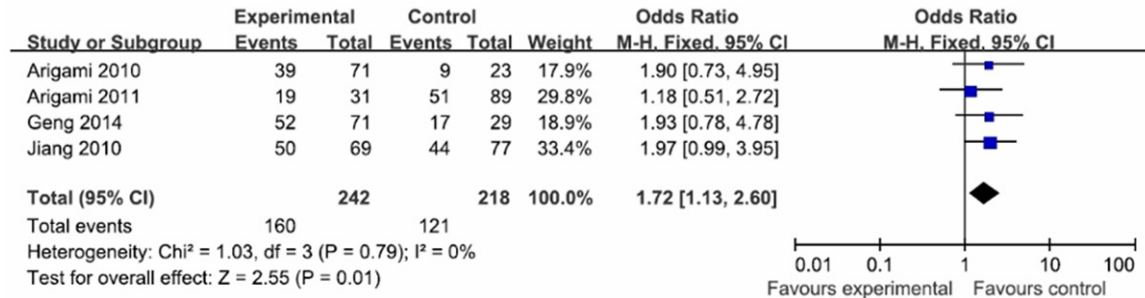 Experimental Control Odds Ratio Odds Ratio
Study or Subgroup Events Total Events Total Weight M-H, Fixed, 95% CI M-H, Fixed, 95% CI
Arigami 2010 39 71 9 23 17.9% 1.90 [0.73, 4.95]
Arigami 2011 19 31 51 89 29.8% 1.18 [0.51, 2.72]
Geng 2014 52 71 17 29 18.9% 1.93 [0.78, 4.78]
Jiang 2010 50 69 44 77 33.4% 1.97 [0.99, 3.95]
Total (95% CI) 242 218 100.0% 1.72 [1.13, 2.60]
Total events 160 121
Heterogeneity: Chi² = 1.03, df = 3 (P = 0.79); I² = 0%
Test for overall effect: Z = 2.55 (P = 0.01)
0.01 0.1 1 10 100
Favours experimental Favours control